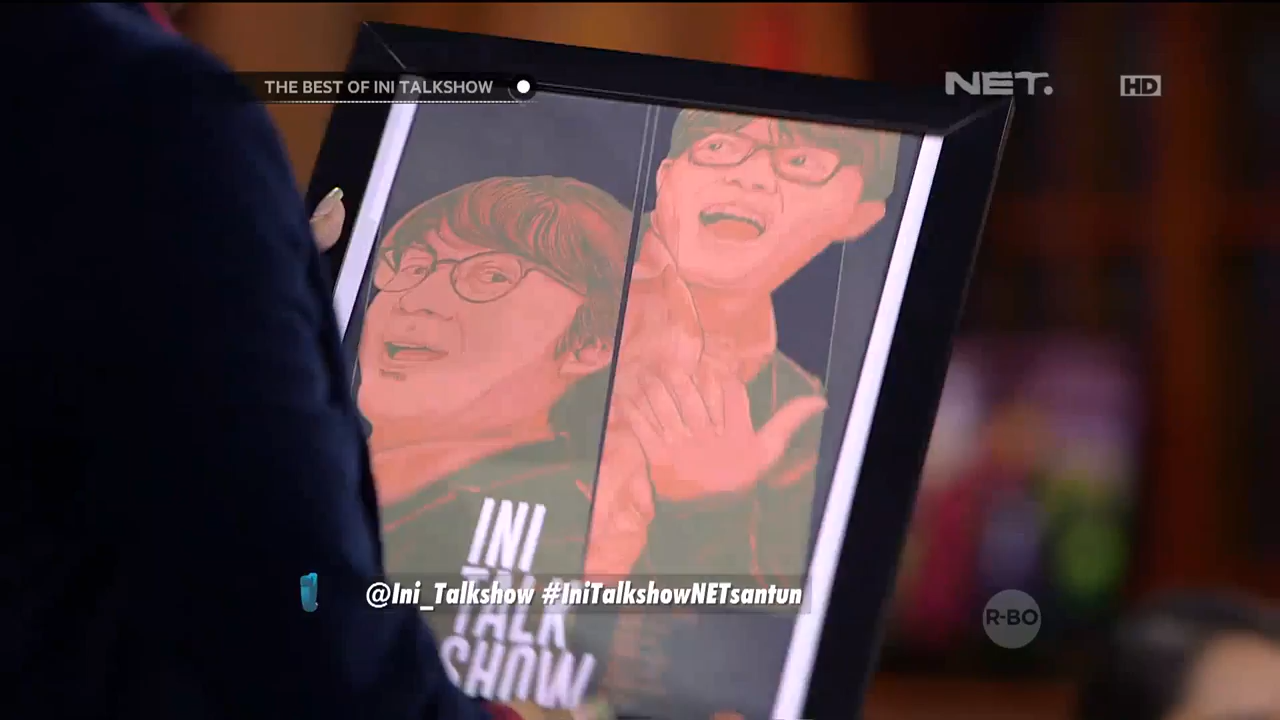 THE BEST OF INI TALKSHOW
NET.
HD
INI
TALK
SHOW
@Ini_Talkshow #IniTalkshowNETsantun
R-BO